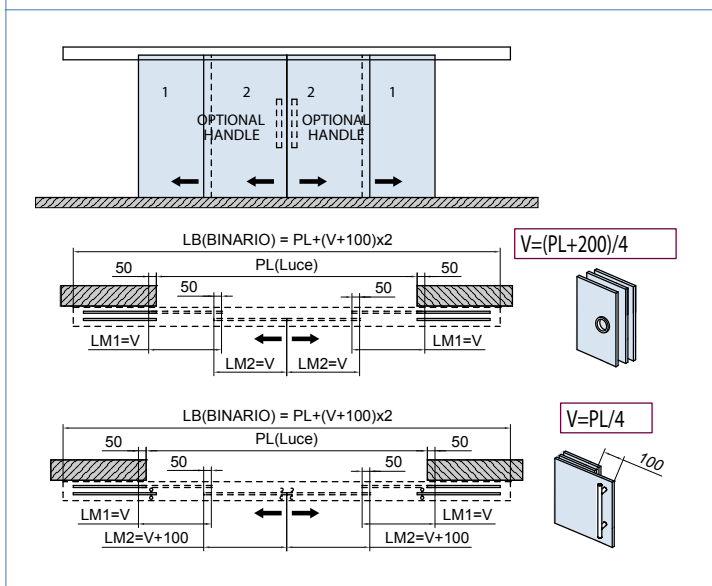 1
2
2
1
OPTIONAL
HANDLE
OPTIONAL
HANDLE
LB(BINARIO) = PL+(V+100)x2
V=(PL+200)/4
50
PL(Luce)
50
50
50
LM1=V
LM1=V
LM2=V
LM2=V
LB(BINARIO) = PL+(V+100)x2
V=PL/4
50
PL(Luce)
50
50
50
100
LM1=V
LM1=V
LM2=V+100
LM2=V+100